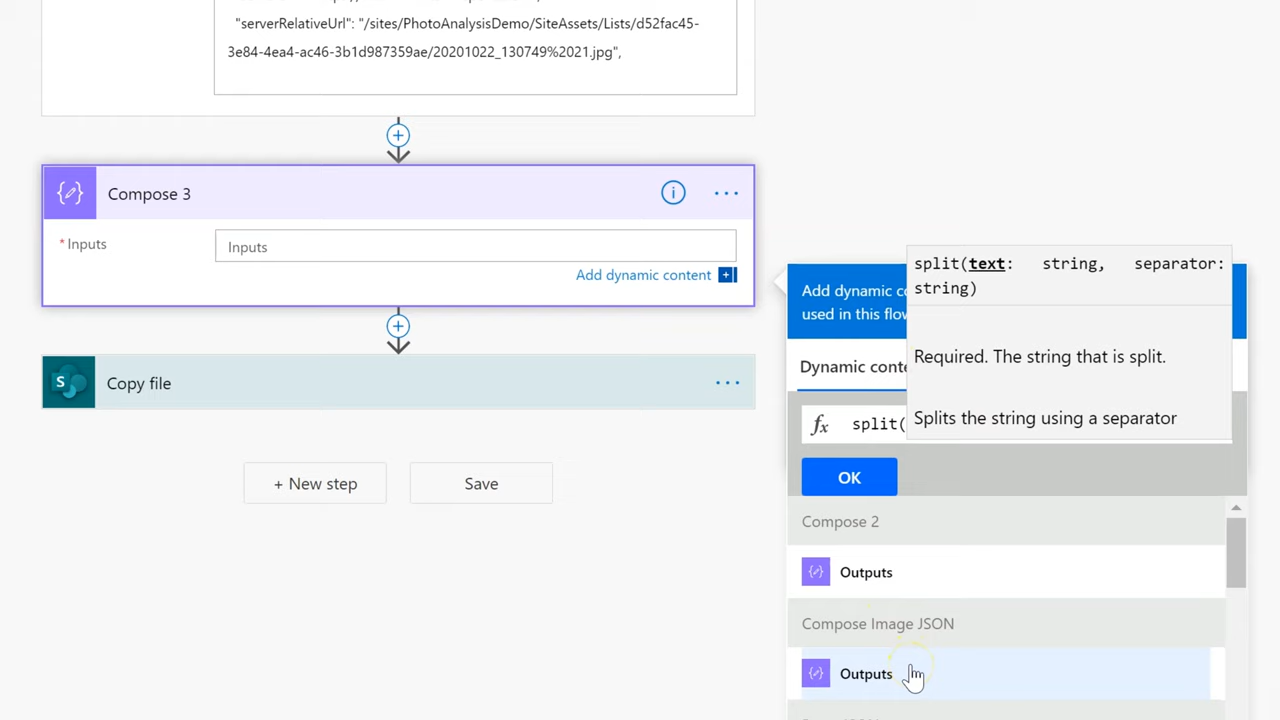 "serverRelativeUrl": "/sites/PhotoAnalysisDemo/SiteAssets/Lists/d52fac45-
3e84-4ea4-ac46-3b1d987359ae/20201022_130749%2021.jpg",
Compose 3
* Inputs
Inputs
Add dynamic content
Copy file
+ New step
Save
split(text: string, separator:
string)
Required. The string that is split.
Splits the string using a separator
Add dynamic
used in this flow
Dynamic
fx split(
OK
Compose 2
Outputs
Compose Image JSON
Outputs